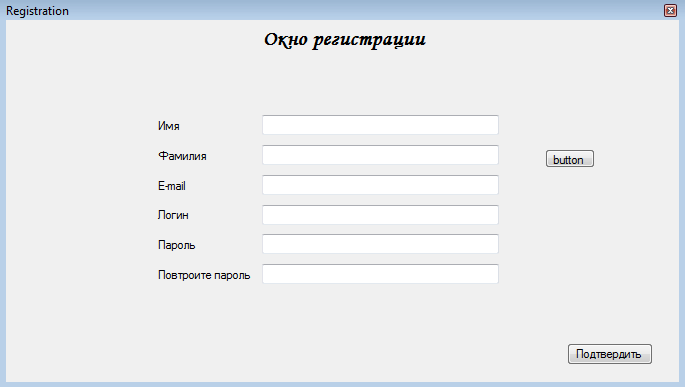 Registration
Окно регистрации
Имя
Фамилия
button
E-mail
Логин
Пароль
Повтроите пароль
Подтвердить